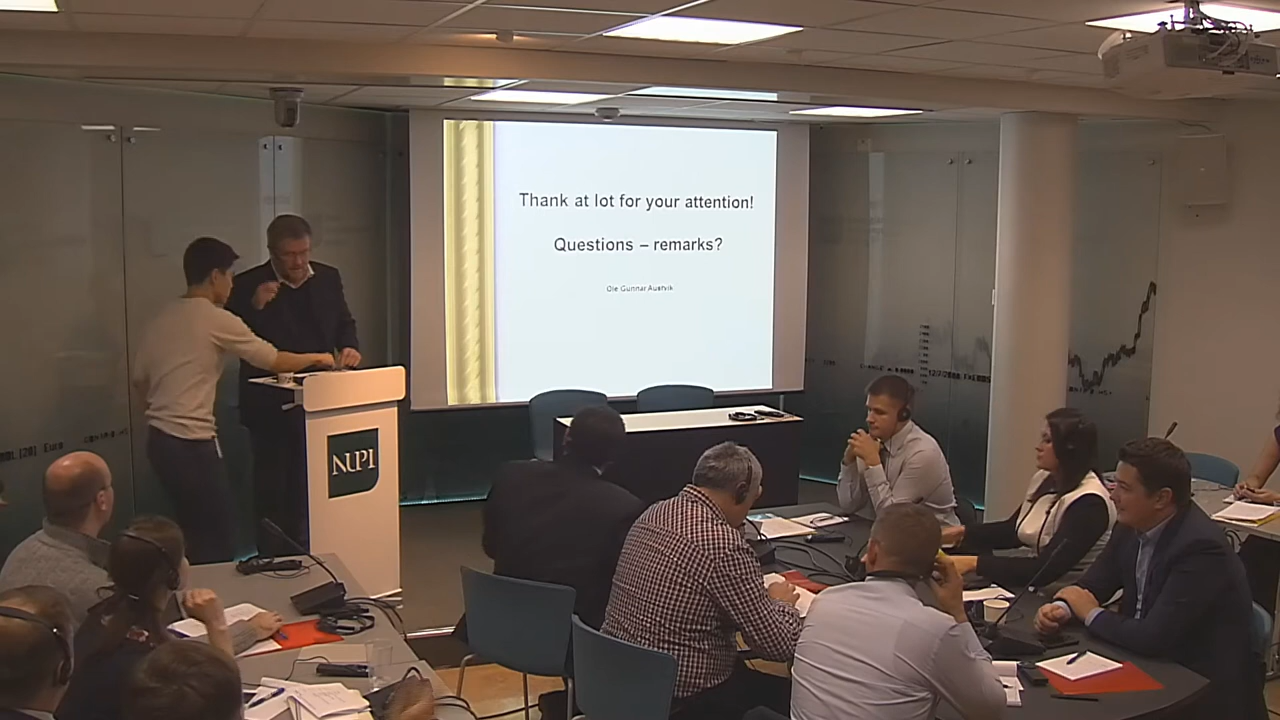 Thank at lot for your attention!
Questions – remarks?
Ole Gunnar Austvik
NUPI